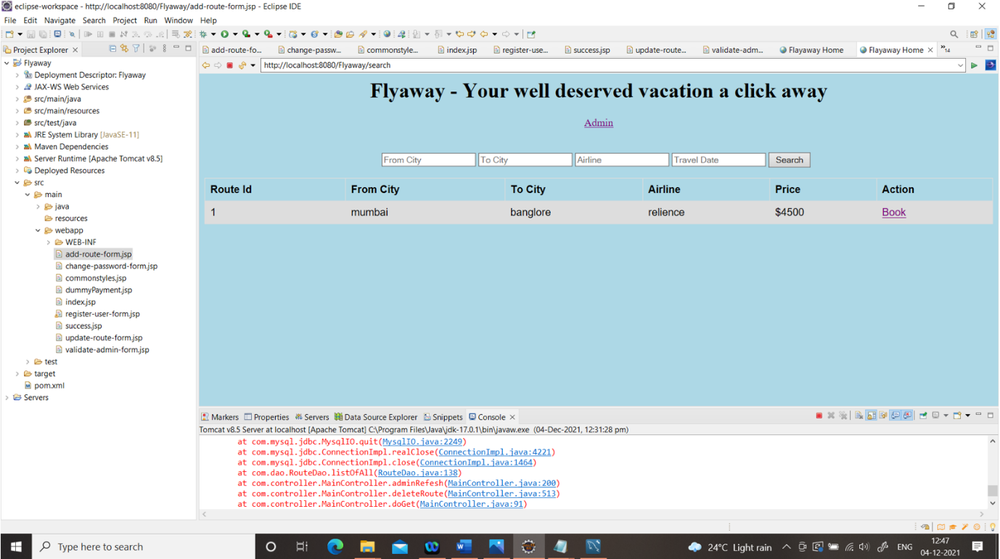 eclipse-workspace - http://localhost:8080/Flyaway/add-route-form.jsp - Eclipse IDE
File Edit Navigate Search Project Run Window Help
Project Explorer
add-route-fo... change-passw... commonstyle... index.jsp register-use... success.jsp update-route... validate-adm... Flayaway Home Flayaway Home 14
http://localhost:8080/Flyaway/search
Flyaway
Deployment Descriptor: Flyaway
JAX-WS Web Services
src/main/java
src/main/resources
src/test/java
JRE System Library [JavaSE-11]
Maven Dependencies
Server Runtime [Apache Tomcat v8.5]
Deployed Resources
src
main
java
resources
webapp
WEB-INF
add-route-form.jsp
change-password-form.jsp
commonstyles.jsp
dummyPayment.jsp
index.jsp
register-user-form.jsp
success.jsp
update-route-form.jsp
validate-admin-form.jsp
test
target
pom.xml
Servers
Flyaway - Your well deserved vacation a click away
Admin
From City To City Airline Travel Date Search
Route Id From City To City Airline Price Action
1 mumbai banglore relience $4500 Book
Markers Properties Servers Data Source Explorer Snippets Console
Tomcat v8.5 Server at localhost [Apache Tomcat] C:\Program Files\Java\jdk-17.0.1\bin\javaw.exe (04-Dec-2021, 12:31:28 pm)
at com.mysql.jdbc.MysqlIO.quit(MysqlIO.java:2249)
at com.mysql.jdbc.ConnectionImpl.realClose(ConnectionImpl.java:4221)
at com.mysql.jdbc.ConnectionImpl.close(ConnectionImpl.java:1464)
at com.dao.RouteDao.listOfAll(RouteDao.java:138)
at com.controller.MainController.adminRefesh(MainController.java:200)
at com.controller.MainController.deleteRoute(MainController.java:513)
at com.controller.MainController.doGet(MainController.java:91)
Type here to search
24°C Light rain
ENG
12:47
04-12-2021